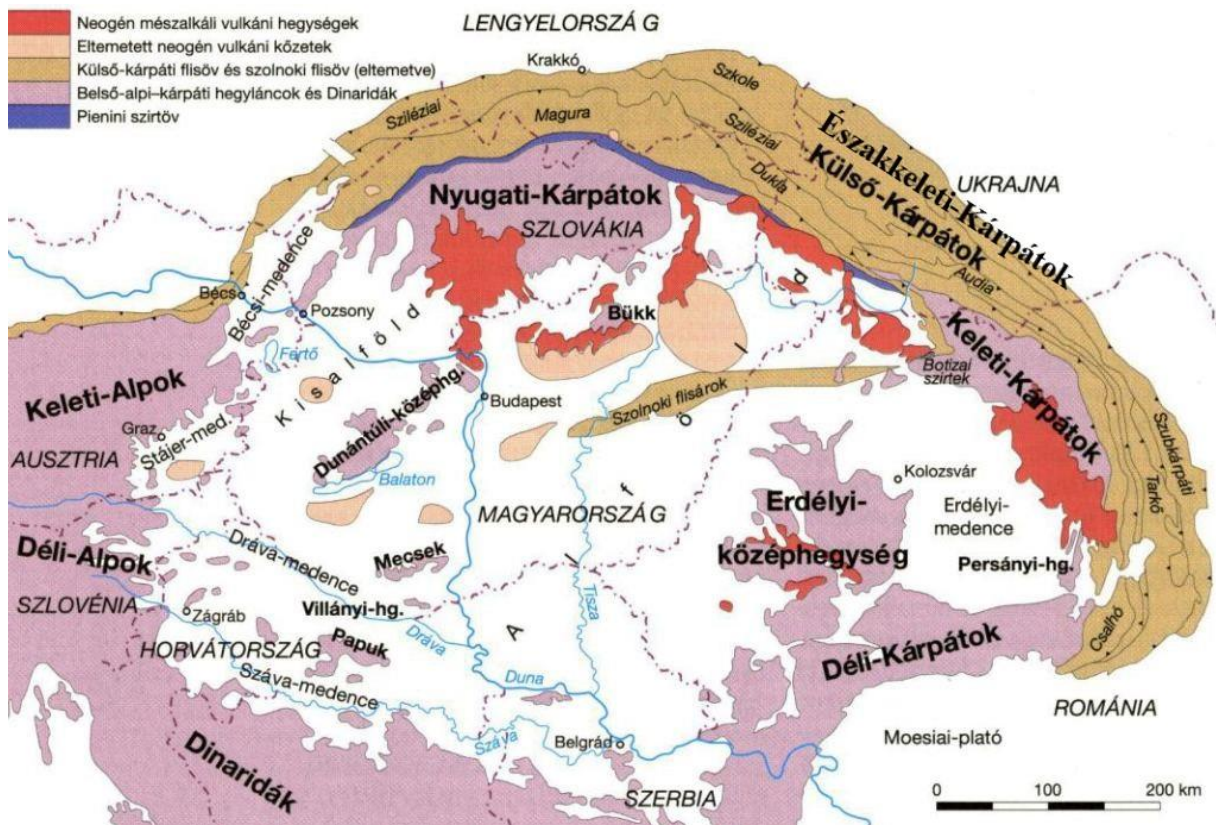 Neogén mészalkáli vulkáni hegységek
Eltemetett neogén vulkáni kőzetek
Külső-kárpáti flisöv és szolnoki flisöv (eltemetve)
Belső-alpi–kárpáti hegyláncok és Dinaridák
Pienini szirtöv
LENGYELORSZÁG
Krakkó
Sziléziai
Magura
Szkole
Sziléziai
Dukla
Északkeleti-Kárpátok
Külső-Kárpátok
UKRAJNA
Nyugati-Kárpátok
SZLOVÁKIA
Audia
Bécsi-medence
Bécs
Pozsony
Fertő
Kisalföld
Bükk
Keleti-Kárpátok
Botizai
szirtek
Keleti-Alpok
Graz
Stájer-med.
Dunántúli-középhg.
Budapest
Szolnoki flisárok
Balaton
AUSZTRIA
Kolozsvár
Szubkárpáti
Tarkő
MAGYARORSZÁG
Alföld
Erdélyi-
középhegység
Erdélyi-
medence
Déli-Alpok
Dráva-medence
Mecsek
Persányi-hg.
SZLOVÉNIA
Zágráb
Villányi-hg.
Tisza
Csalhó
HORVÁTORSZÁG
Papuk
Dráva
Déli-Kárpátok
Száva-medence
Duna
ROMÁNIA
Száva
Belgrád
Moesiai-plató
Dinaridák
SZERBIA
0 100 200 km